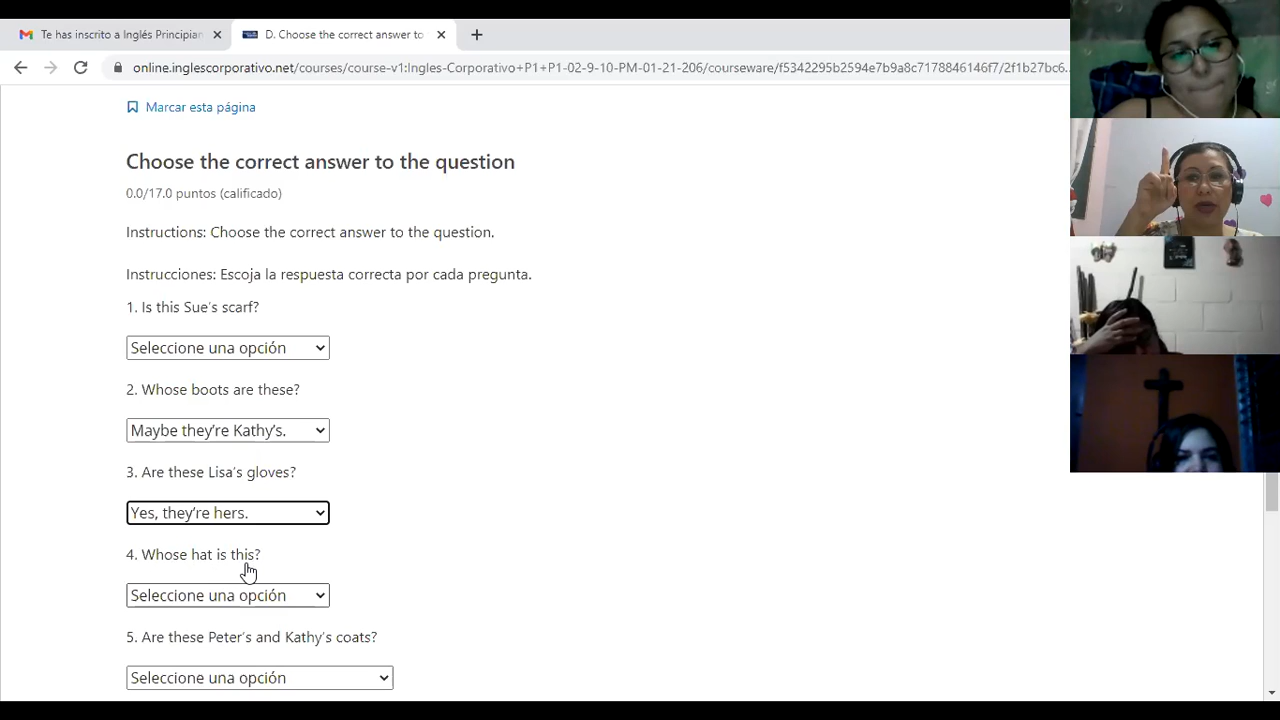 Te has inscrito a Inglés Principian
D. Choose the correct answer to
online.inglescorporativo.net/courses/course-v1:Ingles-Corporativo+P1+P1-02-9-10-PM-01-21-206/courseware/f5342295b2594e7b9a8c7178846146f7/2f1b27bc6...
Marcar esta página
Choose the correct answer to the question
0.0/17.0 puntos (calificado)
Instructions: Choose the correct answer to the question.
Instrucciones: Escoja la respuesta correcta por cada pregunta.
1. Is this Sue's scarf?
Seleccione una opción
2. Whose boots are these?
Maybe they're Kathy's.
3. Are these Lisa's gloves?
Yes, they're hers.
4. Whose hat is this?
Seleccione una opción
5. Are these Peter's and Kathy's coats?
Seleccione una opción